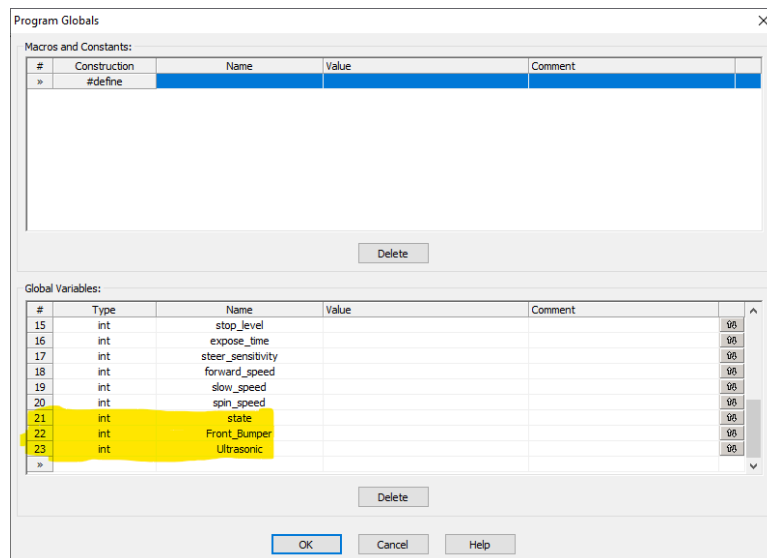 Program Globals
Macros and Constants:
# Construction Name Value Comment
» #define
Delete
Global Variables:
# Type Name Value Comment
15 int stop_level
16 int expose_time
17 int steer_sensitivity
18 int forward_speed
19 int slow_speed
20 int spin_speed
21 int state
22 int Front_Bumper
23 int Ultrasonic
»
Delete
OK Cancel Help